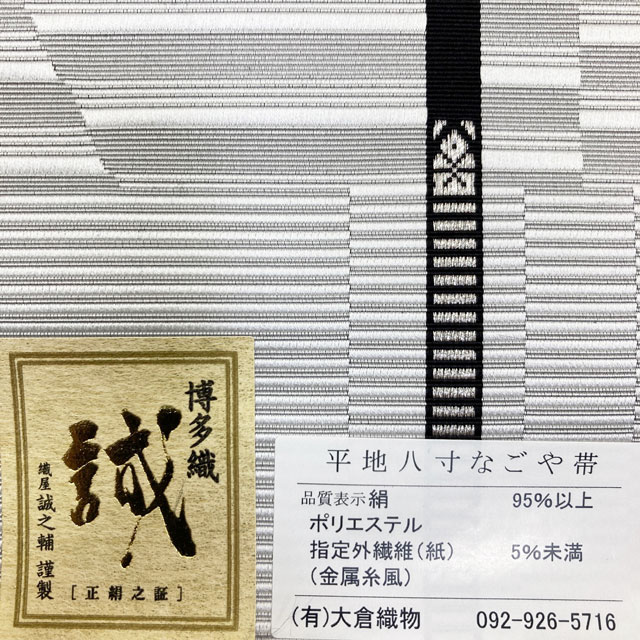 博多織
誠
織屋 誠之輔 謹製
[正絹之証]
平地八寸なごや帯
品質表示 絹 95%以上
ポリエステル
指定外繊維(紙) 5%未満
(金属糸風)
(有)大倉織物 092-926-5716